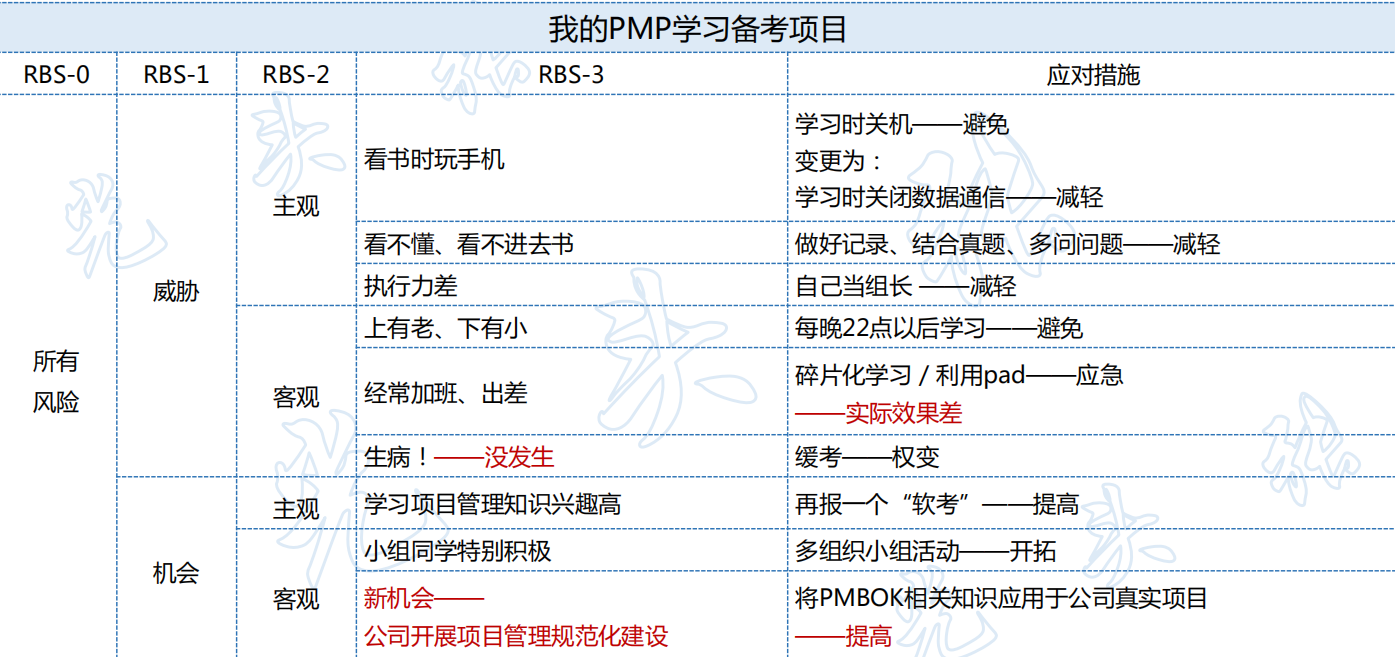 我的PMP学习备考项目
RBS-0 RBS-1 RBS-2 RBS-3 应对措施
所有
风险
威胁
主观
看书时玩手机
学习时关机——避免
变更为：
学习时关闭数据通信——减轻
看不懂、看不进去书
做好记录、结合真题、多问问题——减轻
执行力差
自己当组长 ——减轻
客观
上有老、下有小
每晚22点以后学习——避免
经常加班、出差
碎片化学习 / 利用pad——应急
——实际效果差
生病！——没发生
缓考——权变
机会
主观
学习项目管理知识兴趣高
再报一个“软考”——提高
客观
小组同学特别积极
多组织小组活动——开拓
新机会——
公司开展项目管理规范化建设
将PMBOK相关知识应用于公司真实项目
——提高